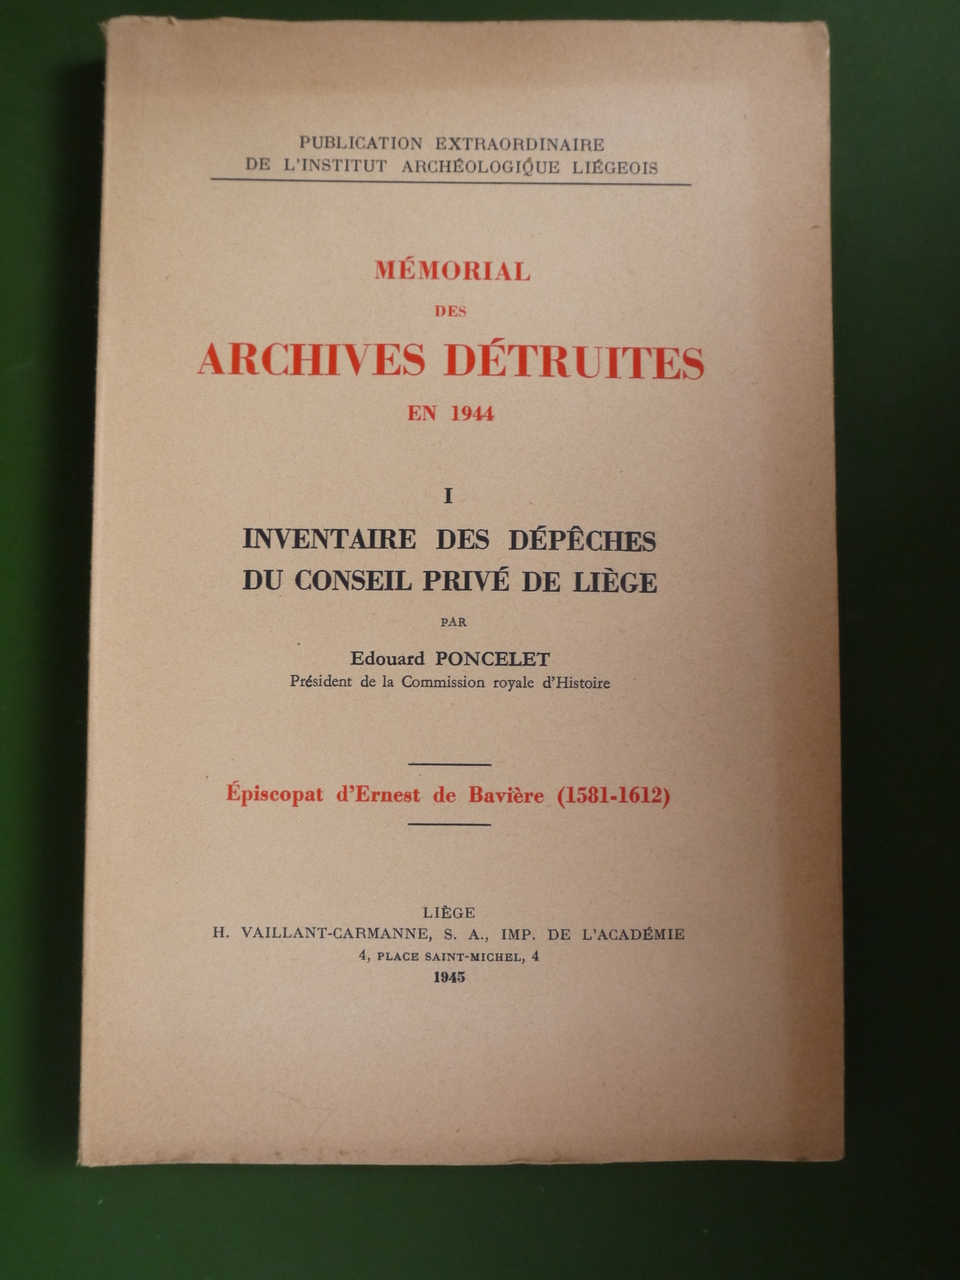 PUBLICATION EXTRAORDINAIRE
DE L'INSTITUT ARCHÉOLOGIQUE LIÉGEOIS
MÉMORIAL
DES
ARCHIVES DÉTRUITES
EN 1944
I
INVENTAIRE DES DÉPÊCHES
DU CONSEIL PRIVÉ DE LIÈGE
PAR
Edouard PONCELET
Président de la Commission royale d'Histoire
Épiscopat d'Ernest de Bavière (1581-1612)
LIÈGE
H. VAILLANT-CARMANNE, S. A., IMP. DE L'ACADÉMIE
4, PLACE SAINT-MICHEL, 4
1945